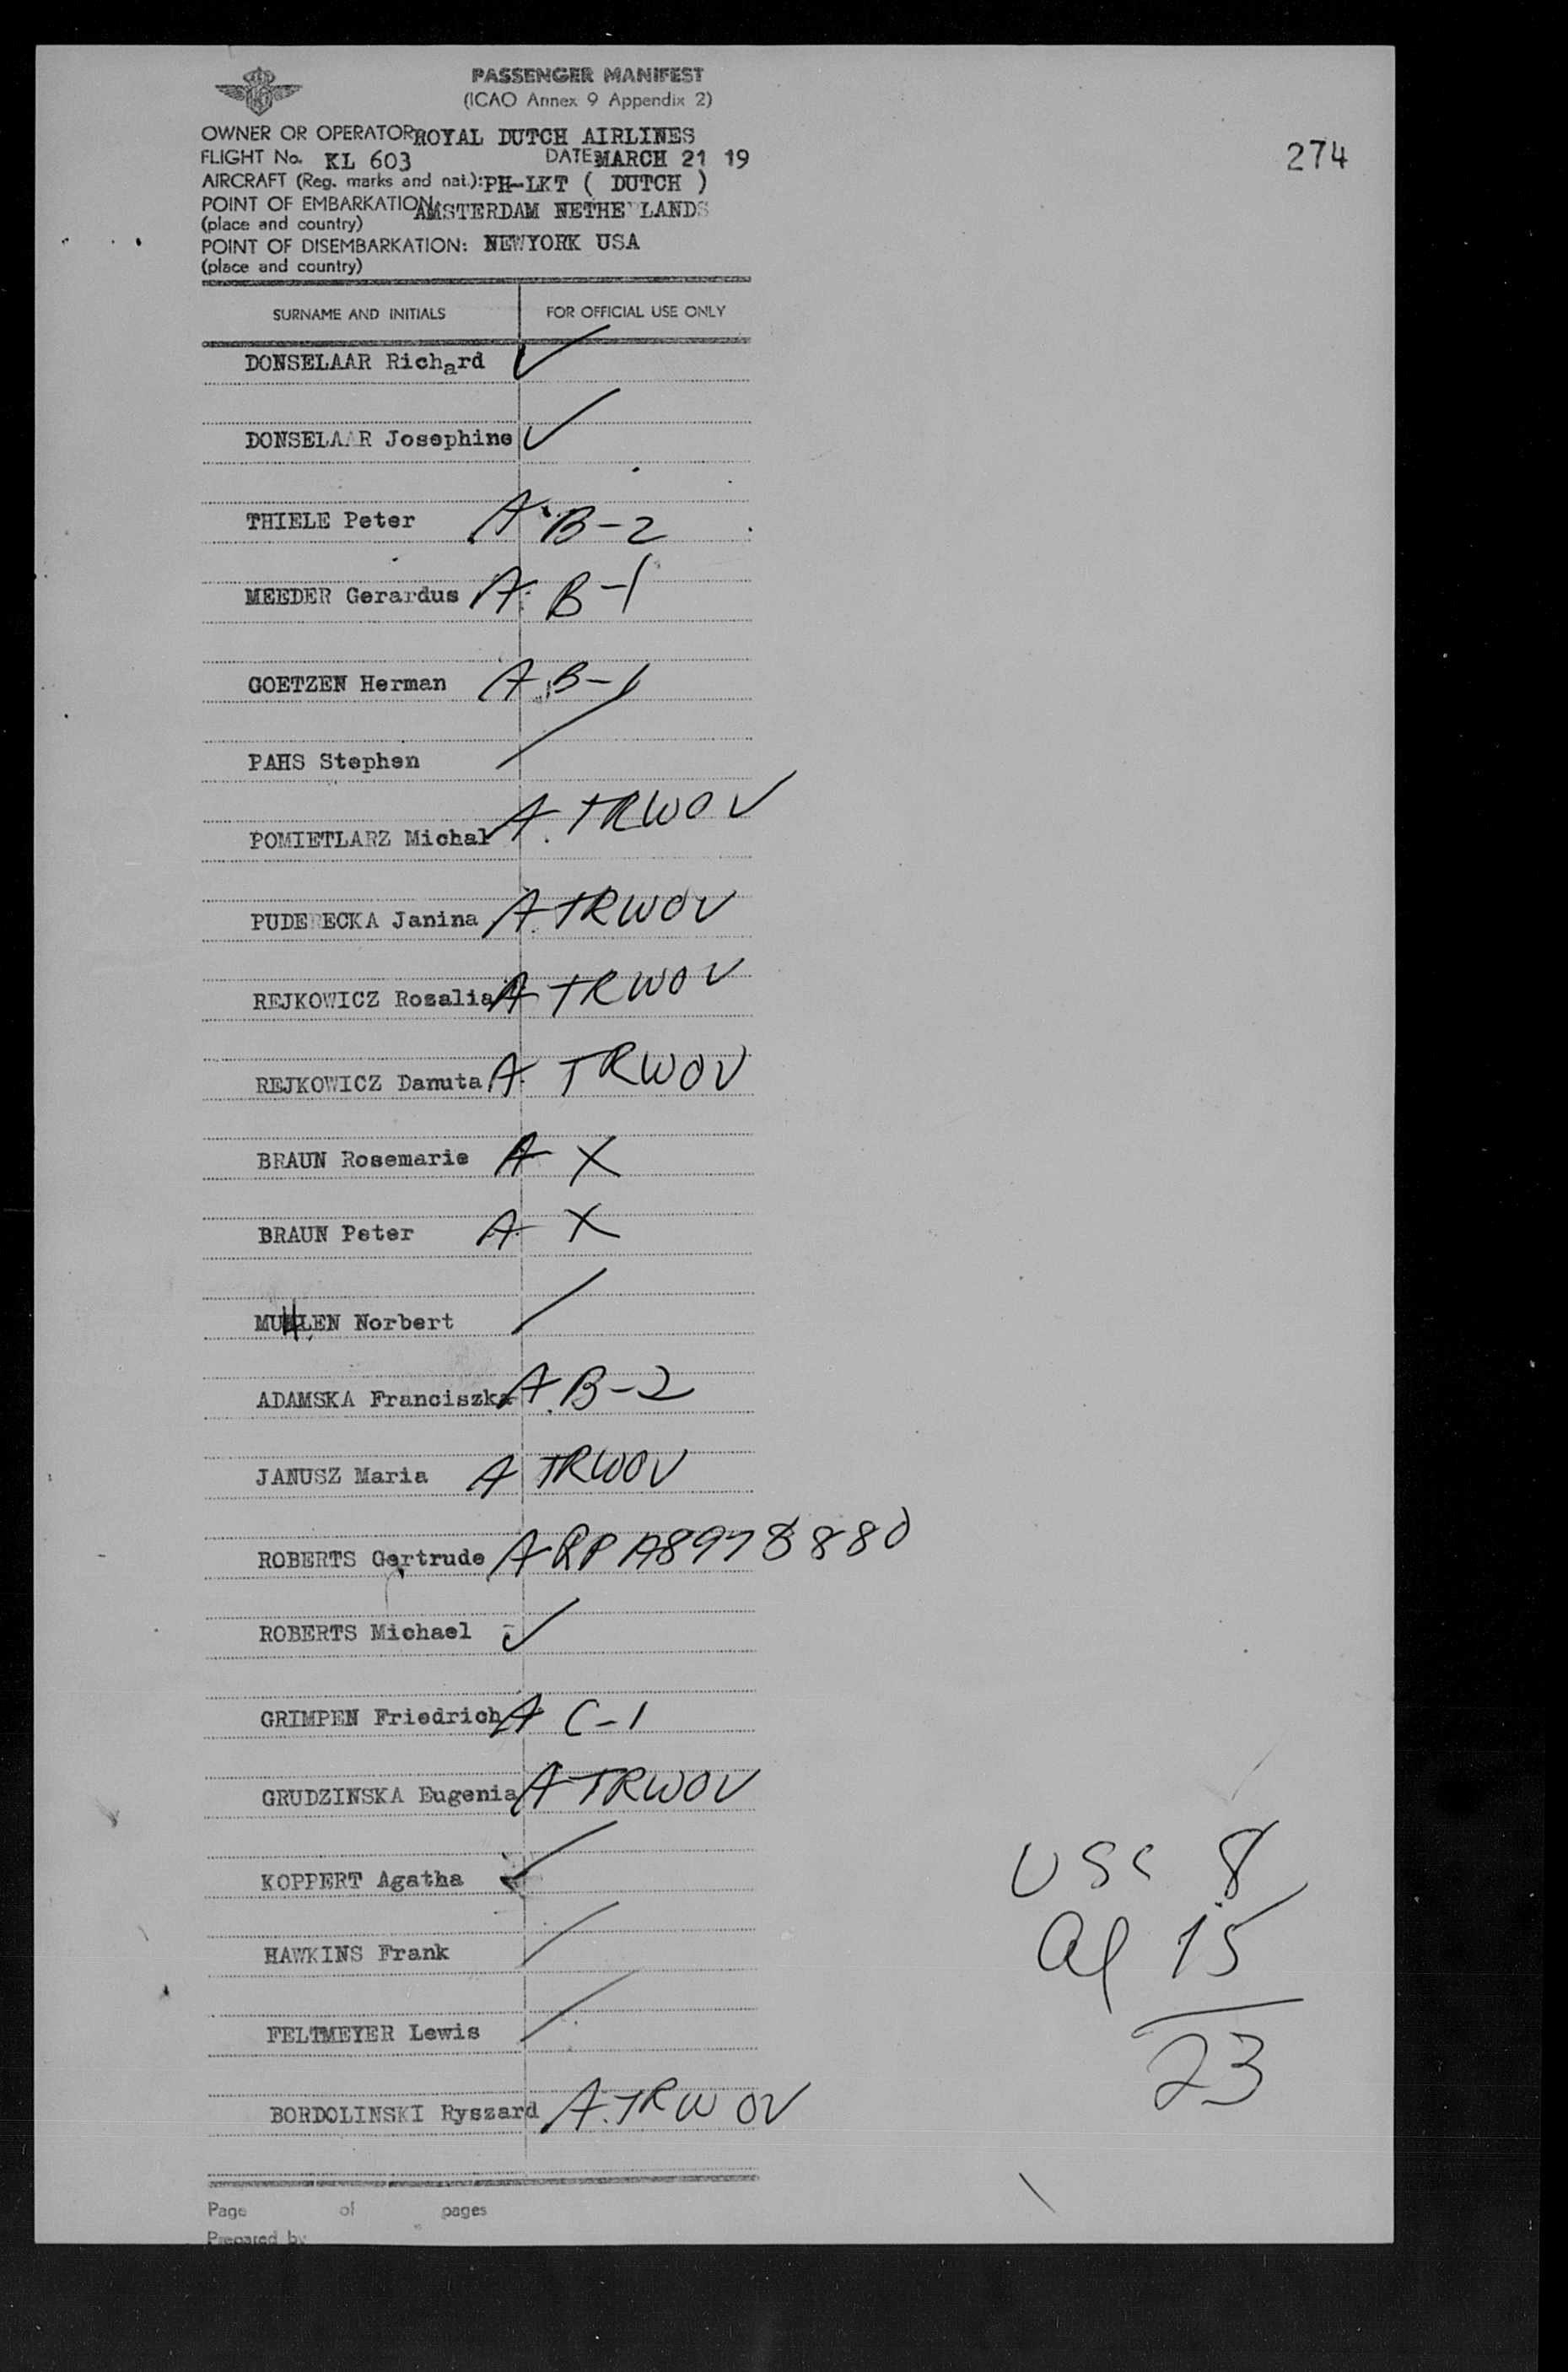 PASSENGER MANIFEST
(ICAO Annex 9 Appendix 2)
274
OWNER OR OPERATOR ROYAL DUTCH AIRLINES
FLIGHT No. KL 603 DATE MARCH 21 19
AIRCRAFT (Reg. marks and nat.): PH-LKT ( DUTCH )
POINT OF EMBARKATION AMSTERDAM NETHE LANDS
(place and country)
POINT OF DISEMBARKATION: NEWYORK USA
(place and country)
SURNAME AND INITIALS FOR OFFICIAL USE ONLY
DONSELAAR Richard ✓
DONSELAAR Josephine ✓
THIELE Peter A B-2
MEEDER Gerardus A B-1
GOETZEN Herman A B-1
PAHS Stephen /
POMIETLARZ Michal A TRWOV
PUDERECKA Janina A TRWOV
REJKOWICZ Rozalia A TRWOV
REJKOWICZ Danuta A TRWOV
BRAUN Rosemarie A X
BRAUN Peter A X
MUHLEN Norbert /
ADAMSKA Franciszka A B-2
JANUSZ Maria A TRWOV
ROBERTS Gertrude A RP A8978880
ROBERTS Michael ✓
GRIMPEN Friedrich A C-1
GRUDZINSKA Eugenia A TRWOV
KOPPERT Agatha ✓
HAWKINS Frank /
FELTMEYER Lewis /
BORDOLINSKI Ryszard A TRWOV
USC 8
al 15
23
Page of pages
Prepared by